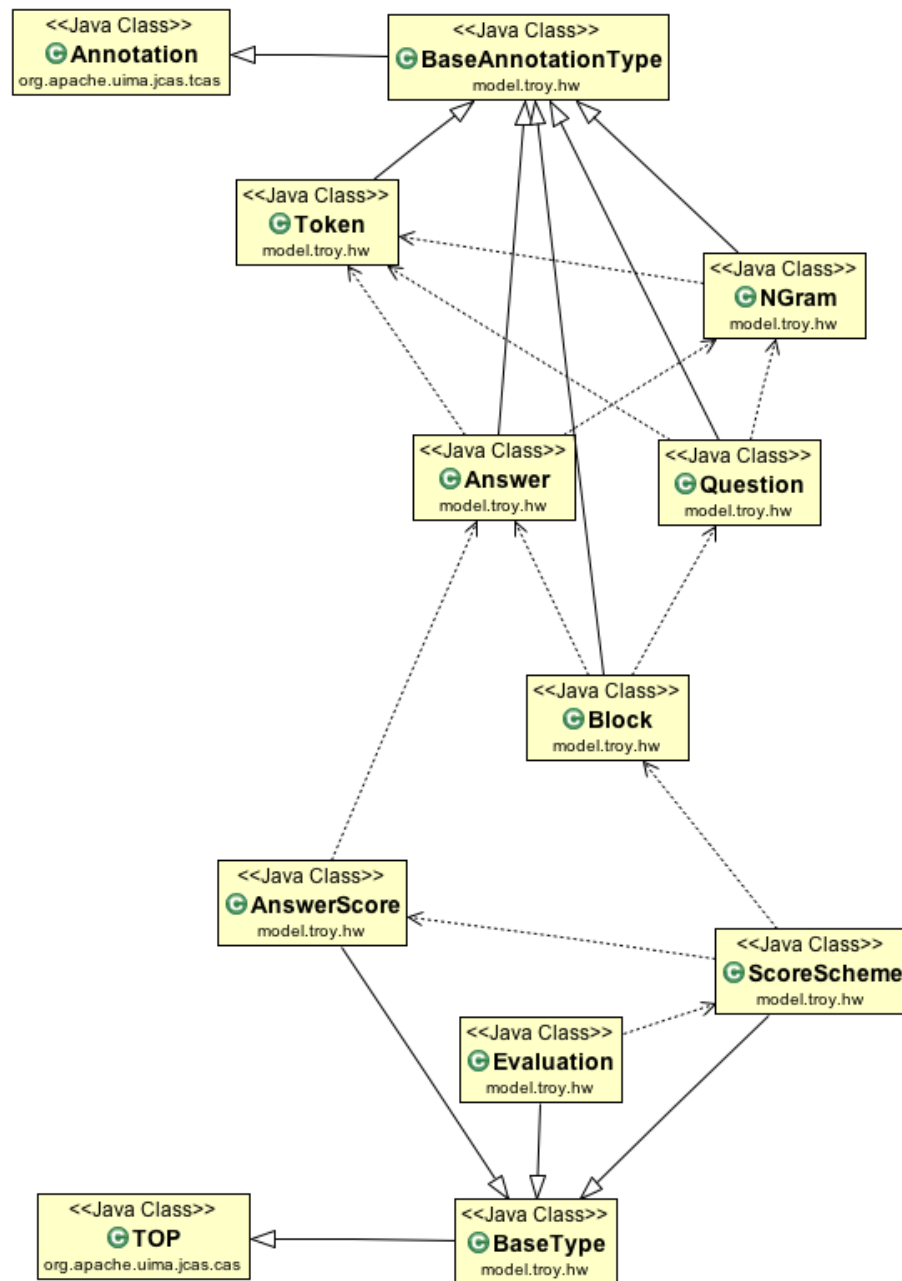 <<Java Class>>
Annotation
org.apache.uima.jcas.tcas
<<Java Class>>
BaseAnnotationType
model.troy.hw
<<Java Class>>
Token
model.troy.hw
<<Java Class>>
NGram
model.troy.hw
<<Java Class>>
Answer
model.troy.hw
<<Java Class>>
Question
model.troy.hw
<<Java Class>>
Block
model.troy.hw
<<Java Class>>
AnswerScore
model.troy.hw
<<Java Class>>
ScoreScheme
model.troy.hw
<<Java Class>>
Evaluation
model.troy.hw
<<Java Class>>
TOP
org.apache.uima.jcas.cas
<<Java Class>>
BaseType
model.troy.hw